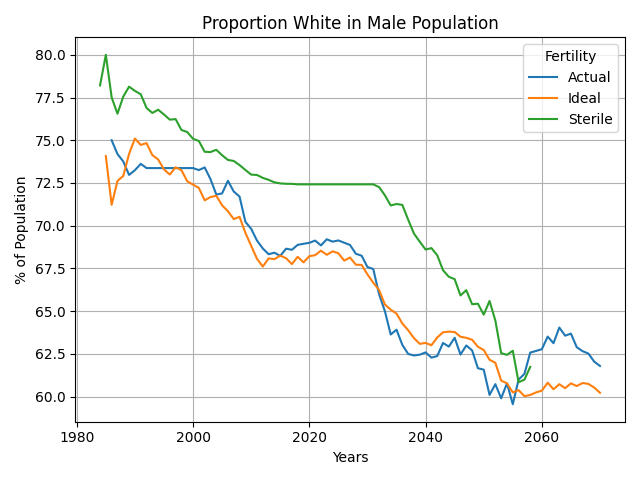 Proportion White in Male Population
% of Population
80.0
77.5
75.0
72.5
70.0
67.5
65.0
62.5
60.0
Fertility
Actual
Ideal
Sterile
1980
2000
2020
2040
2060
Years